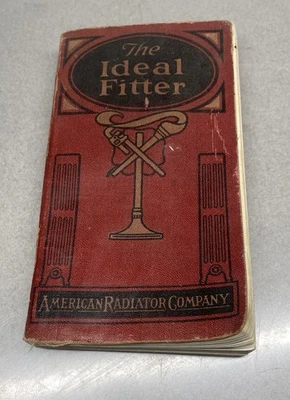 The
Ideal
Fitter
AMERICAN RADIATOR COMPANY